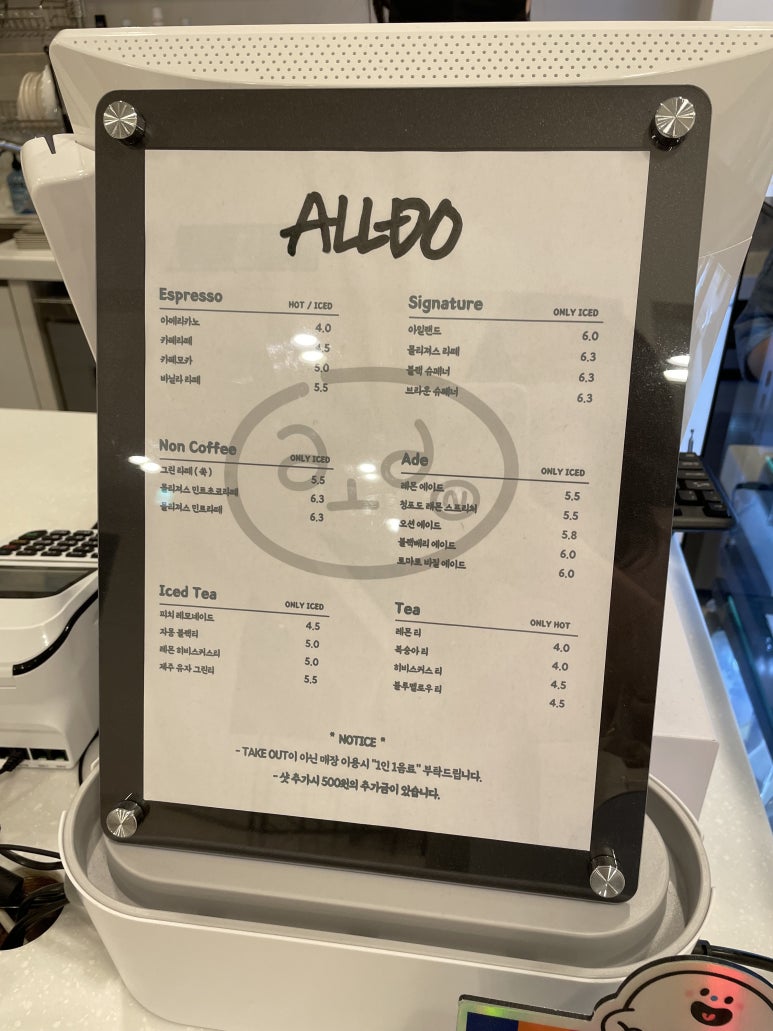 ALLDO
Espresso
HOT / ICED
아메리카노 4.0
카페라떼 4.5
카페모카 5.0
바닐라 라떼 5.5
Signature
ONLY ICED
아일랜드 6.0
몰리져스 라떼 6.3
블랙 슈페너 6.3
브라운 슈페너 6.3
Non Coffee
ONLY ICED
그린 라떼 ( 쑥 ) 5.5
몰리져스 민트초코라떼 6.3
몰리져스 민트라떼 6.3
Ade
ONLY ICED
레몬 에이드 5.5
청포도 레몬 스프리처 5.5
오션 에이드 5.8
블랙베리 에이드 6.0
토마토 바질 에이드 6.0
Iced Tea
ONLY ICED
피치 레모네이드 4.5
자몽 블랙티 5.0
레몬 히비스커스티 5.0
제주 유자 그린티 5.5
Tea
ONLY HOT
레몬 티 4.0
복숭아 티 4.0
히비스커스 티 4.5
블루멜로우 티 4.5
* NOTICE *
- TAKE OUT이 아닌 매장 이용시 "1인 1음료" 부탁드립니다.
- 샷 추가시 500원의 추가금이 있습니다.